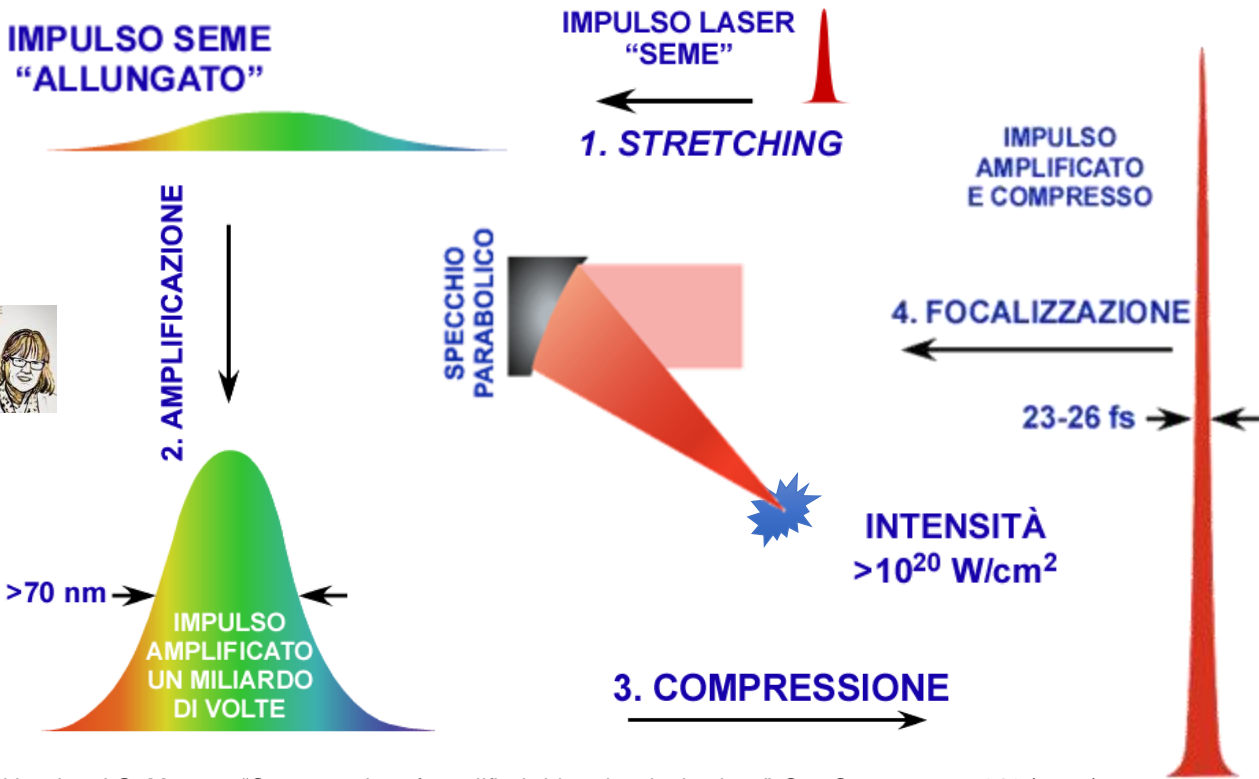 IMPULSO SEME
“ALLUNGATO”
IMPULSO LASER
“SEME”
1. STRETCHING
2. AMPLIFICAZIONE
>70 nm
IMPULSO
AMPLIFICATO
UN MILIARDO
DI VOLTE
3. COMPRESSIONE
IMPULSO
AMPLIFICATO
E COMPRESSO
23-26 fs
4. FOCALIZZAZIONE
SPECCHIO
PARABOLICO
INTENSITÀ
>10²⁰ W/cm²